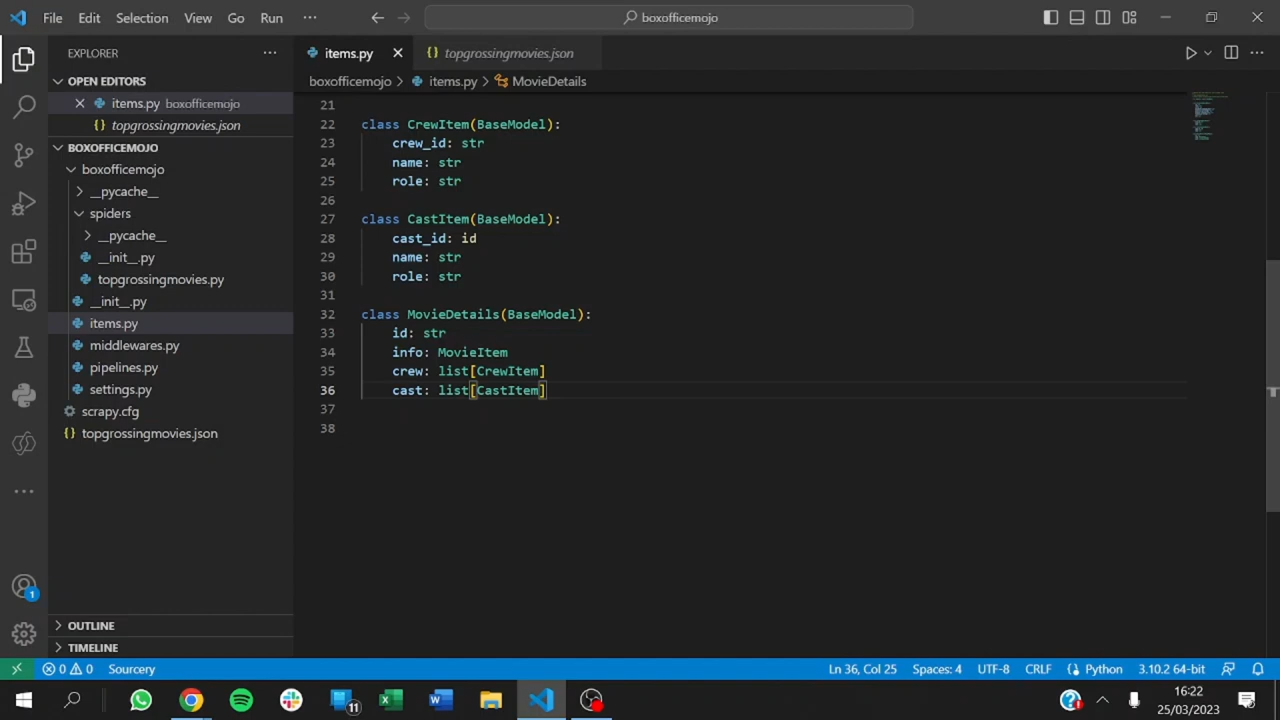 File Edit Selection View Go Run ··· boxofficemojo
EXPLORER ···
OPEN EDITORS
items.py boxofficemojo
{} topgrossingmovies.json
BOXOFFICEMOJO
boxofficemojo
__pycache__
spiders
__pycache__
__init__.py
topgrossingmovies.py
__init__.py
items.py
middlewares.py
pipelines.py
settings.py
scrapy.cfg
{} topgrossingmovies.json
OUTLINE
TIMELINE
1
items.py {} topgrossingmovies.json
boxofficemojo > items.py > MovieDetails
21
22 class CrewItem(BaseModel):
23 crew_id: str
24 name: str
25 role: str
26
27 class CastItem(BaseModel):
28 cast_id: id
29 name: str
30 role: str
31
32 class MovieDetails(BaseModel):
33 id: str
34 info: MovieItem
35 crew: list[CrewItem]
36 cast: list[CastItem]
37
38
0 0 Sourcery Ln 36, Col 25 Spaces: 4 UTF-8 CRLF Python 3.10.2 64-bit
11
16:22
25/03/2023